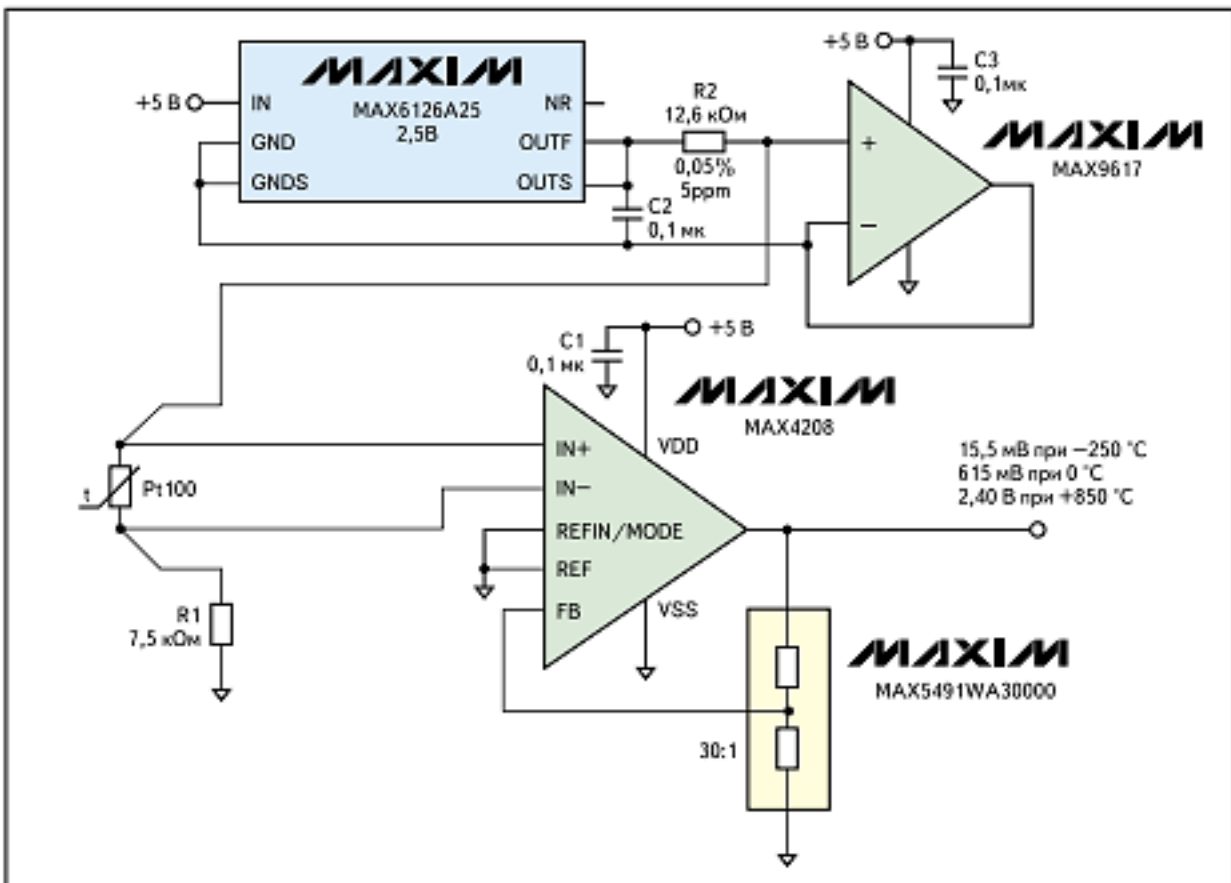 MAXIM
MAX6126A25
2,5В
+5 В
IN
GND
GNDS
NR
OUTF
OUTS
R2
12,6 кОм
0,05%
5ppm
C2
0,1 мк
+5 В
C3
0,1мк
+
−
MAXIM
MAX9617
C1
0,1 мк
+5 В
MAXIM
MAX4208
IN+
IN−
REFIN/MODE
REF
FB
VDD
VSS
t
Pt100
R1
7,5 кОм
15,5 мВ при −250 °C
615 мВ при 0 °C
2,40 В при +850 °C
MAXIM
MAX5491WA30000
30:1